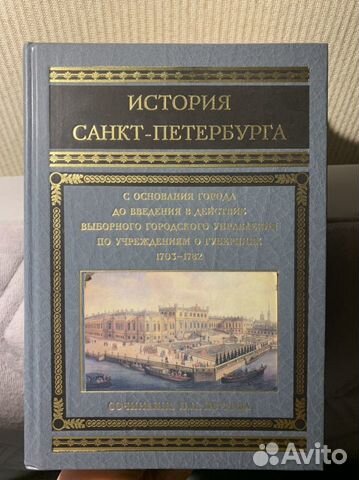 ИСТОРИЯ
САНКТ-ПЕТЕРБУРГА
С ОСНОВАНИЯ ГОРОДА
ДО ВВЕДЕНИЯ В ДЕЙСТВИЕ
ВЫБОРНОГО ГОРОДСКОГО УПРАВЛЕНИЯ
ПО УЧРЕЖДЕНИЯМ О ГУБЕРНИЯХ
1703–1782
СОЧИНЕНИЕ
Avito